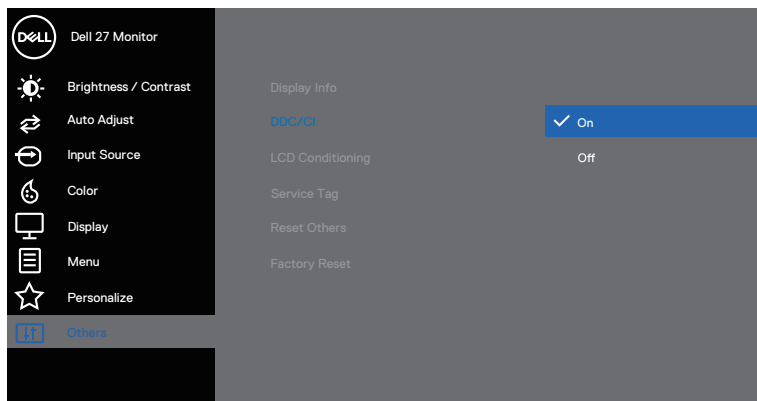 DELL
Dell 27 Monitor
Brightness / Contrast
Auto Adjust
Input Source
Color
Display
Menu
Personalize
Others
Display Info
DDC/CI
LCD Conditioning
Service Tag
Reset Others
Factory Reset
On
Off